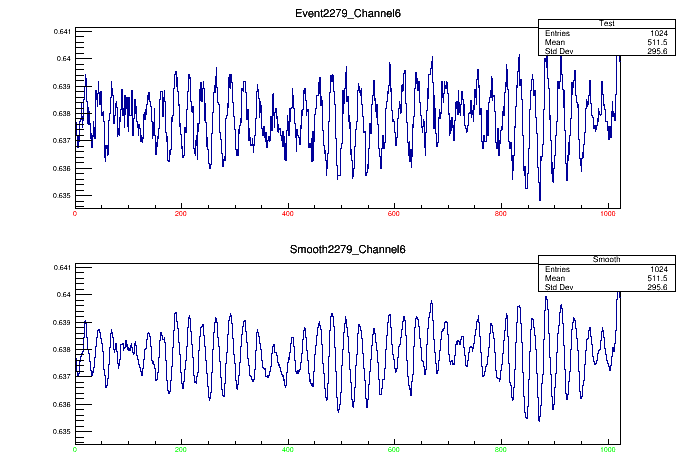 Event2279_Channel6
Test
Entries 1024
Mean 511.5
Std Dev 295.6
0.641
0.64
0.639
0.638
0.637
0.636
0.635
0 200 400 600 800 1000
Smooth2279_Channel6
Smooth
Entries 1024
Mean 511.5
Std Dev 295.6
0.641
0.64
0.639
0.638
0.637
0.636
0.635
0 200 400 600 800 1000